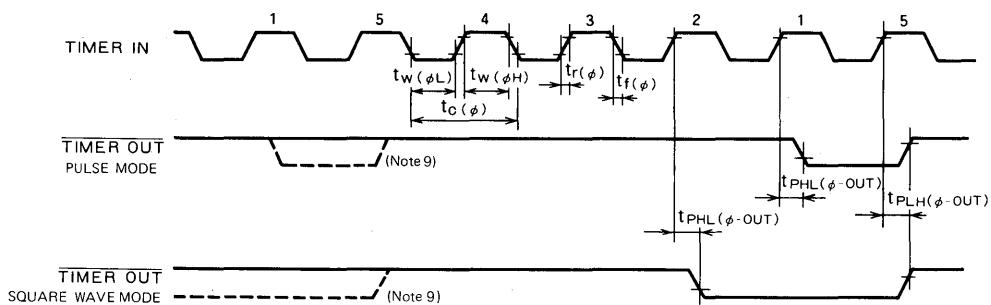 1 5 4 3 2 1 5
TIMER IN
tw(ϕL) tw(ϕH) tr(ϕ) tf(ϕ)
tc(ϕ)
TIMER OUT
PULSE MODE
(Note 9)
tPHL(ϕ-OUT) tPLH(ϕ-OUT)
tPHL(ϕ-OUT)
TIMER OUT
SQUARE WAVE MODE
(Note 9)